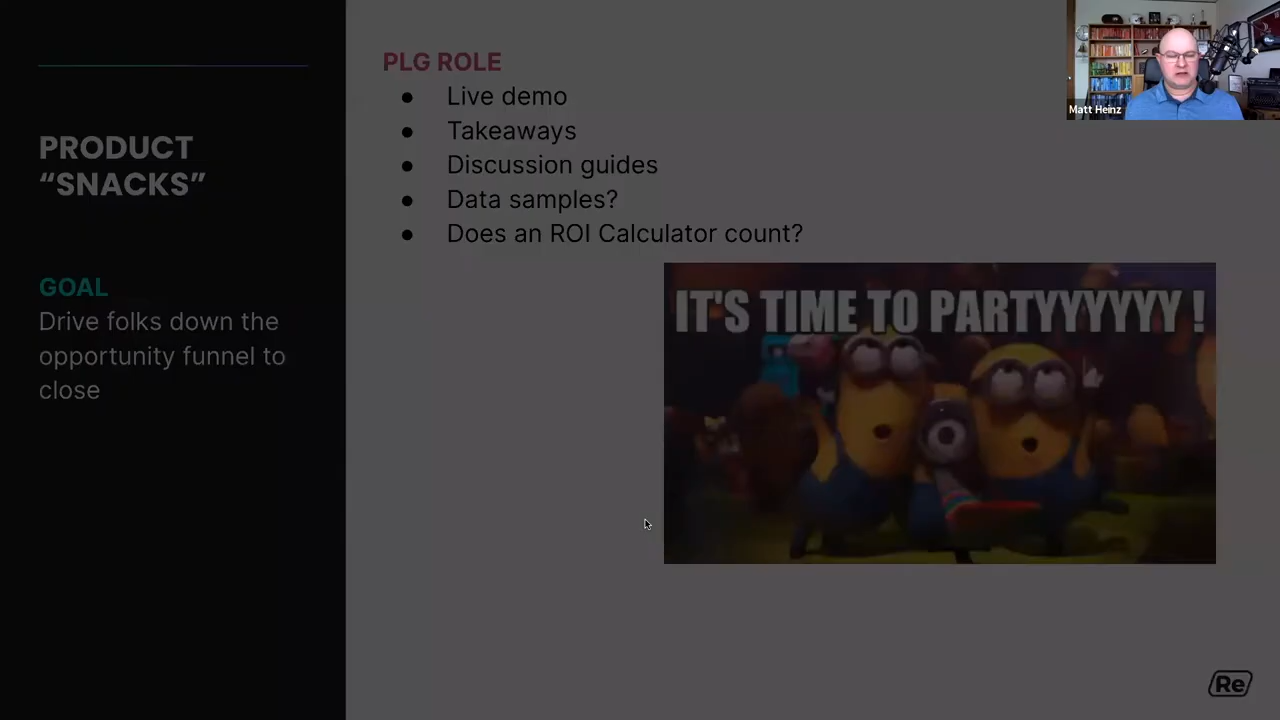 PRODUCT
“SNACKS”
GOAL
Drive folks down the
opportunity funnel to
close
PLG ROLE
● Live demo
● Takeaways
● Discussion guides
● Data samples?
● Does an ROI Calculator count?
IT'S TIME TO PARTYYYYYY !
Matt Heinz
Re